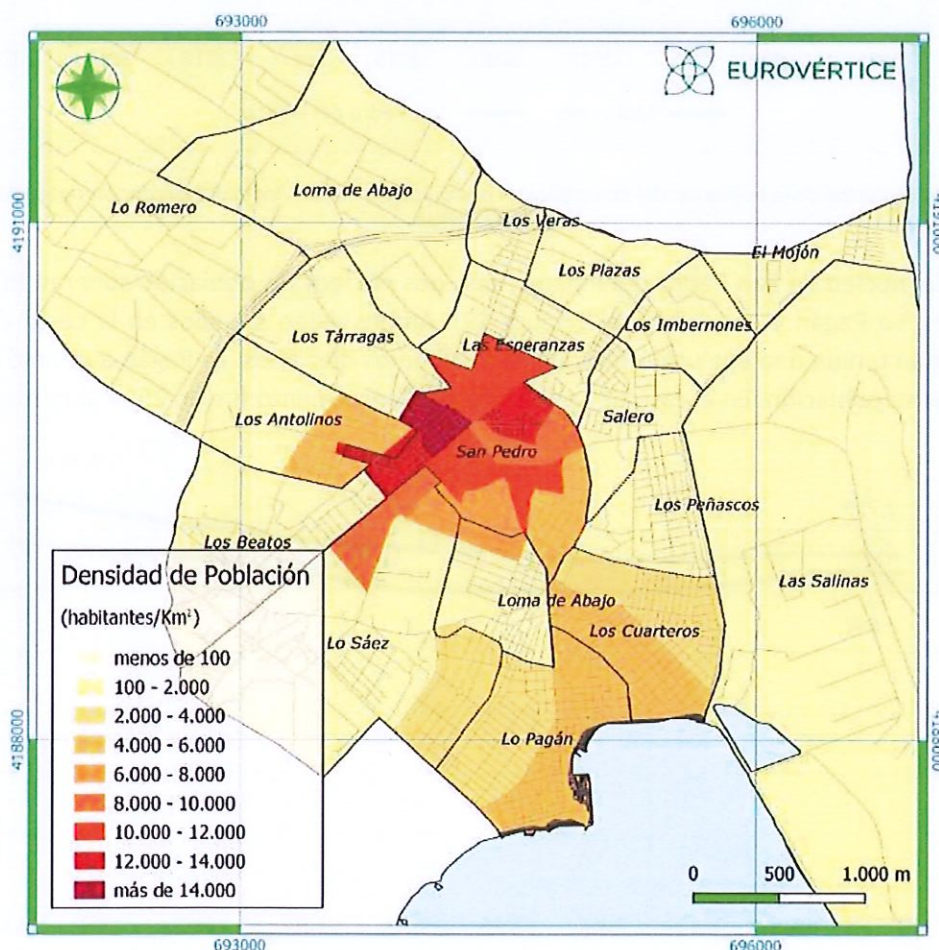 693000
696000
EUROVÉRTICE
Loma de Abajo
Lo Romero
4191000
4191000
Los Veras
El Mojón
Los Plazas
Los Imbernones
Los Tárragas
Las Esperanzas
Los Antolinos
Salero
San Pedro
Los Peñascos
Los Beatos
Las Salinas
Loma de Abajo
Los Cuarteros
Lo Sáez
Lo Pagán
4188000
4188000
Densidad de Población
(habitantes/Km²)
menos de 100
100 - 2.000
2.000 - 4.000
4.000 - 6.000
6.000 - 8.000
8.000 - 10.000
10.000 - 12.000
12.000 - 14.000
más de 14.000
0 500 1.000 m
693000
696000